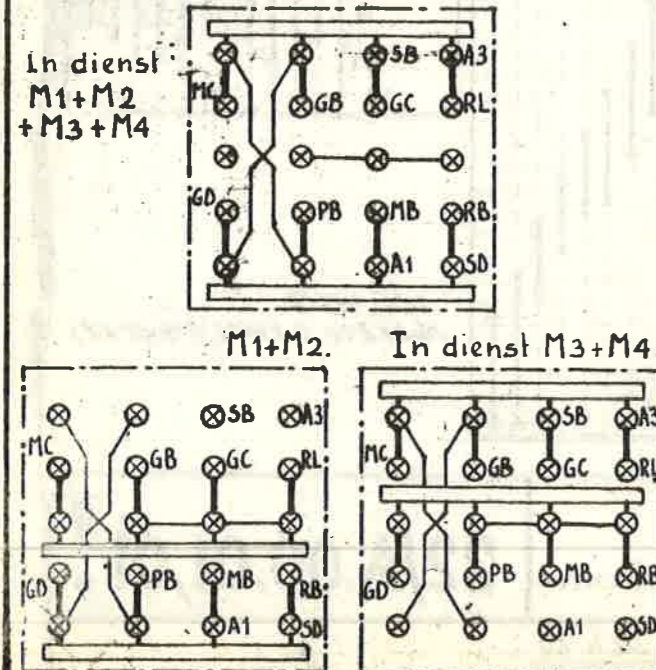 In dienst
M1+M2
+M3+M4
SB A3
MC GB GC RL
GD PB MB RB
A1 SD
M1+M2.
In dienst M3+M4
SB A3
MC GB GC RL
GD PB MB RB
A1 SD
SB A3
MC GB GC RL
GD PB MB RB
A1 SD